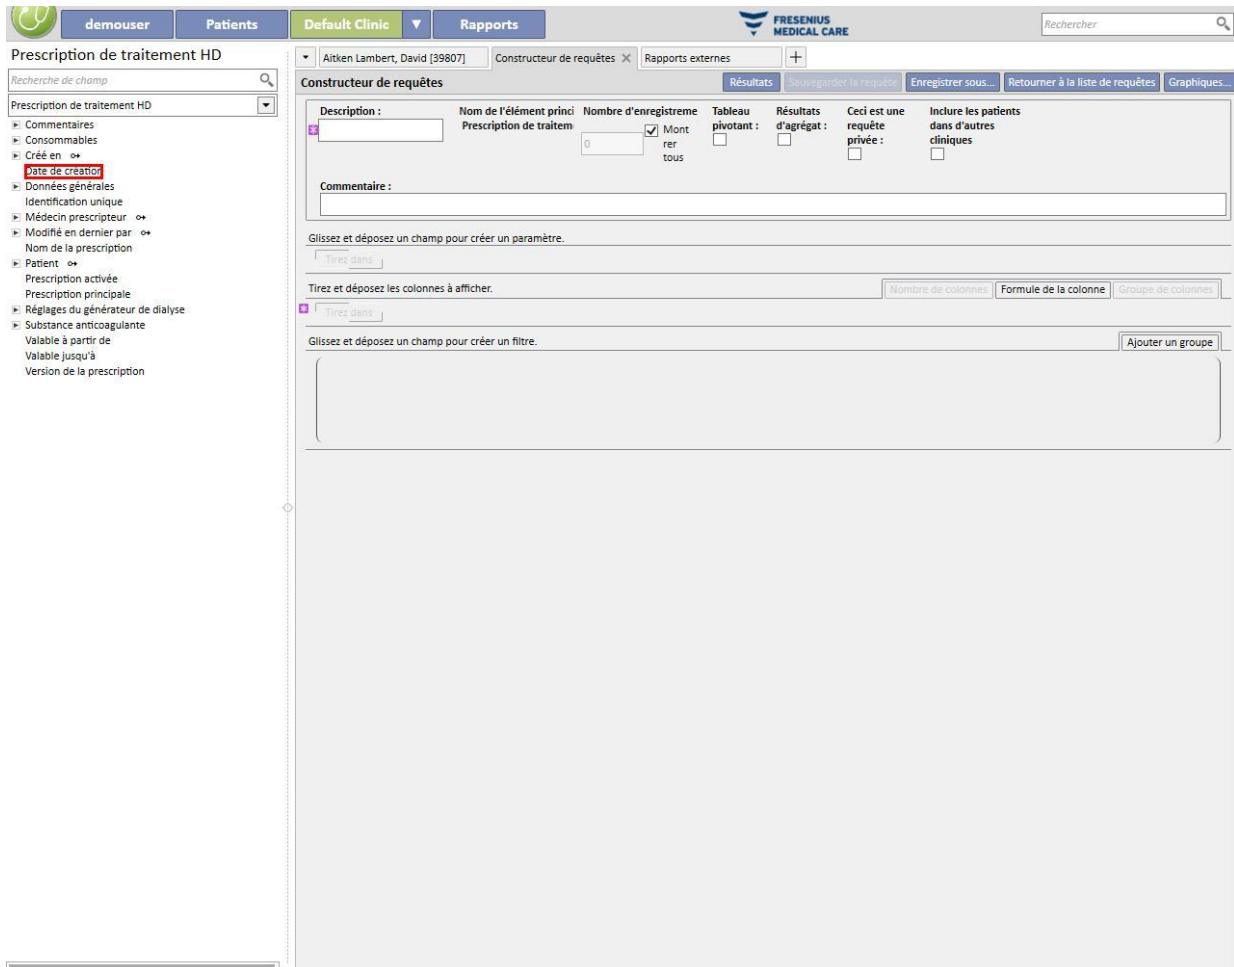 demouser
Patients
Default Clinic
Rapports
FRESENIUS
MEDICAL CARE
Rechercher
Prescription de traitement HD
Aitken Lambert, David [39807]
Constructeur de requêtes
Rapports externes
Recherche de champ
Constructeur de requêtes
Résultats
Sauvegarder la requête
Enregistrer sous...
Retourner à la liste de requêtes
Graphiques...
Prescription de traitement HD
Commentaires
Consommables
Créé en
Date de création
Données générales
Identification unique
Médecin prescripteur
Modifié en dernier par
Nom de la prescription
Patient
Prescription activée
Prescription principale
Réglages du générateur de dialyse
Substance anticoagulante
Valable à partir de
Valable jusqu'à
Version de la prescription
Description :
Nom de l'élément princi
Prescription de traitem
Nombre d'enregistreme
0
Mont
rer
tous
Tableau
pivotant :
Résultats
d'agrégat :
Ceci est une
requête
privée :
Inclure les patients
dans d'autres
cliniques
Commentaire :
Glissez et déposez un champ pour créer un paramètre.
Tirez dans
Tirez et déposez les colonnes à afficher.
Nombre de colonnes
Formule de la colonne
Groupe de colonnes
Tirez dans
Glissez et déposez un champ pour créer un filtre.
Ajouter un groupe